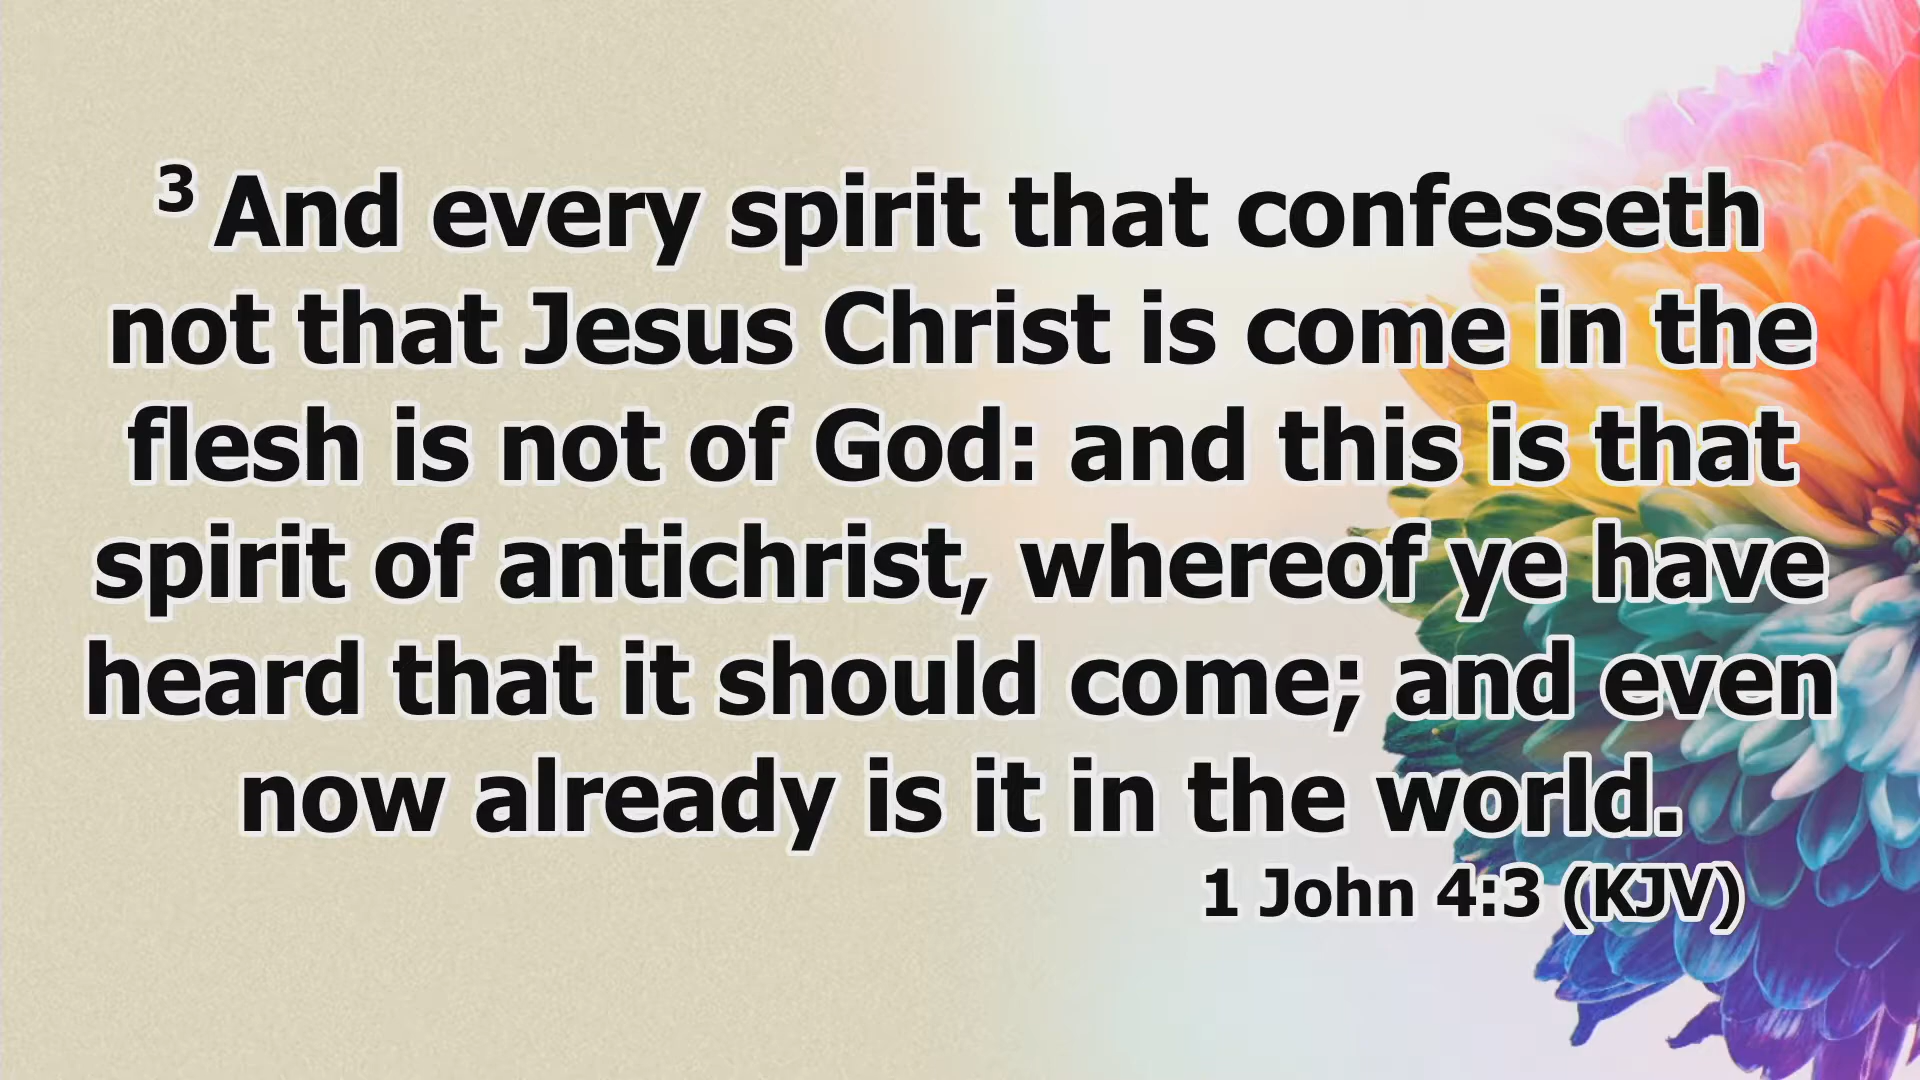 3 And every spirit that confesseth
not that Jesus Christ is come in the
flesh is not of God: and this is that
spirit of antichrist, whereof ye have
heard that it should come; and even
now already is it in the world.
1 John 4:3 (KJV)